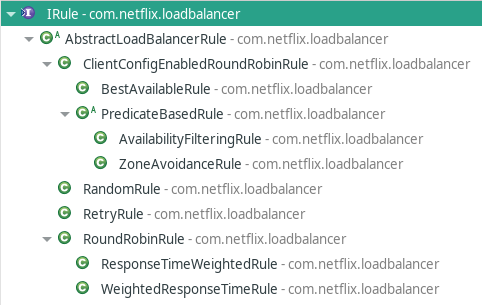 IRule - com.netflix.loadbalancer
AbstractLoadBalancerRule - com.netflix.loadbalancer
ClientConfigEnabledRoundRobinRule - com.netflix.loadbalancer
BestAvailableRule - com.netflix.loadbalancer
PredicateBasedRule - com.netflix.loadbalancer
AvailabilityFilteringRule - com.netflix.loadbalancer
ZoneAvoidanceRule - com.netflix.loadbalancer
RandomRule - com.netflix.loadbalancer
RetryRule - com.netflix.loadbalancer
RoundRobinRule - com.netflix.loadbalancer
ResponseTimeWeightedRule - com.netflix.loadbalancer
WeightedResponseTimeRule - com.netflix.loadbalancer